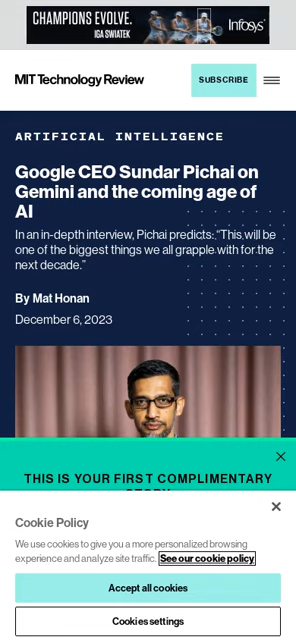 CHAMPIONS EVOLVE.
IGA SWIATEK
Infosys
MIT Technology Review
SUBSCRIBE
ARTIFICIAL INTELLIGENCE
Google CEO Sundar Pichai on
Gemini and the coming age of
AI
In an in-depth interview, Pichai predicts: “This will be
one of the biggest things we all grapple with for the
next decade.”
By Mat Honan
December 6, 2023
THIS IS YOUR FIRST COMPLIMENTARY
STORY
Cookie Policy
We use cookies to give you a more personalized browsing
experience and analyze site traffic. See our cookie policy
Accept all cookies
Cookies settings